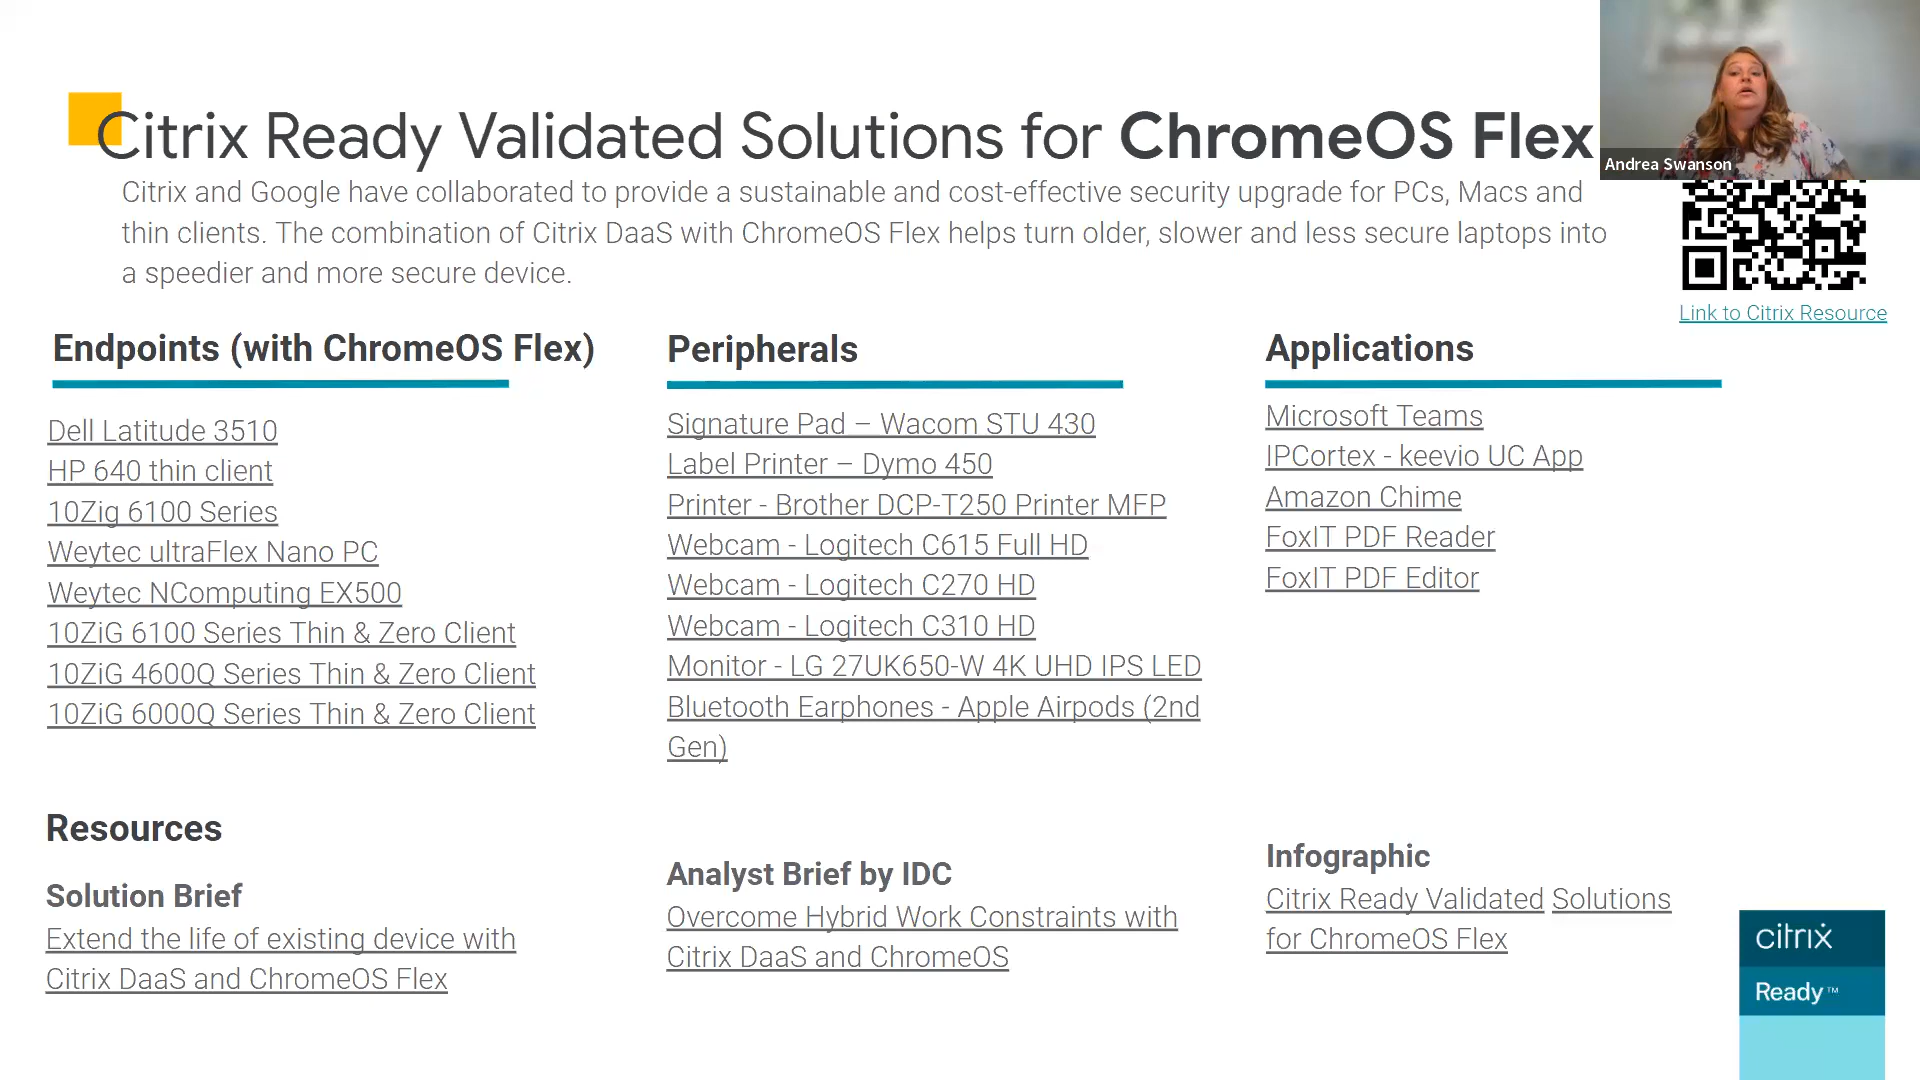 Citrix Ready Validated Solutions for ChromeOS Flex
Andrea Swanson
Citrix and Google have collaborated to provide a sustainable and cost-effective security upgrade for PCs, Macs and
thin clients. The combination of Citrix DaaS with ChromeOS Flex helps turn older, slower and less secure laptops into
a speedier and more secure device.
Link to Citrix Resource
Endpoints (with ChromeOS Flex)
Dell Latitude 3510
HP 640 thin client
10Zig 6100 Series
Weytec ultraFlex Nano PC
Weytec NComputing EX500
10ZiG 6100 Series Thin & Zero Client
10ZiG 4600Q Series Thin & Zero Client
10ZiG 6000Q Series Thin & Zero Client
Peripherals
Signature Pad – Wacom STU 430
Label Printer – Dymo 450
Printer - Brother DCP-T250 Printer MFP
Webcam - Logitech C615 Full HD
Webcam - Logitech C270 HD
Webcam - Logitech C310 HD
Monitor - LG 27UK650-W 4K UHD IPS LED
Bluetooth Earphones - Apple Airpods (2nd
Gen)
Applications
Microsoft Teams
IPCortex - keevio UC App
Amazon Chime
FoxIT PDF Reader
FoxIT PDF Editor
Resources
Solution Brief
Extend the life of existing device with
Citrix DaaS and ChromeOS Flex
Analyst Brief by IDC
Overcome Hybrid Work Constraints with
Citrix DaaS and ChromeOS
Infographic
Citrix Ready Validated Solutions
for ChromeOS Flex
citrix
Ready™